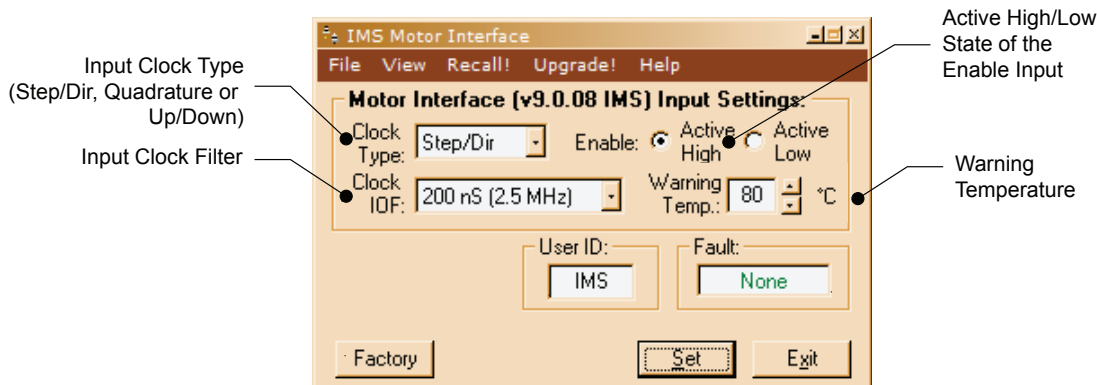 Input Clock Type
(Step/Dir, Quadrature or
Up/Down)
Input Clock Filter
Active High/Low
State of the
Enable Input
Warning
Temperature
IMS Motor Interface
File View Recall! Upgrade! Help
Motor Interface (v9.0.08 IMS) Input Settings:
Clock
Type:
Step/Dir
Enable:
Active
High
Active
Low
Clock
IOF:
200 nS (2.5 MHz)
Warning
Temp.:
80
°C
User ID:
IMS
Fault:
None
Factory
Set
Exit